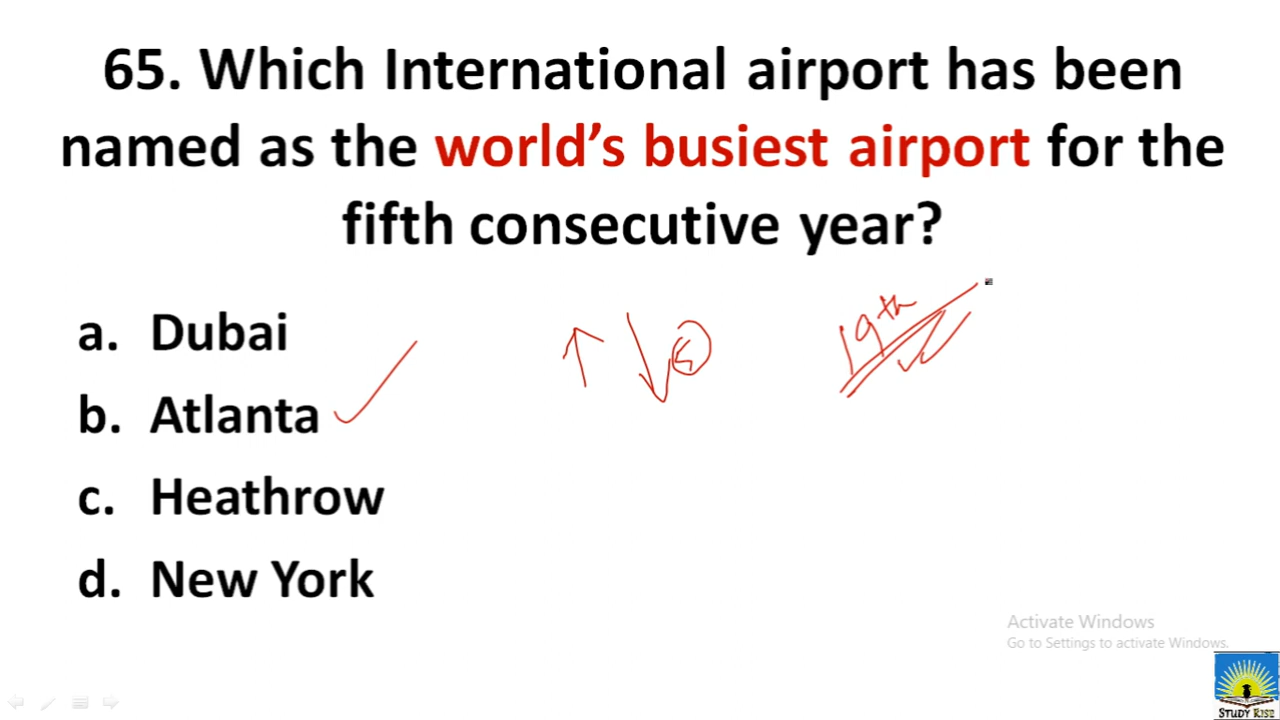 65. Which International airport has been
named as the world's busiest airport for the
fifth consecutive year?
a. Dubai
b. Atlanta
c. Heathrow
d. New York
19th
5
Activate Windows
Go to Settings to activate Windows.
STUDY RISE